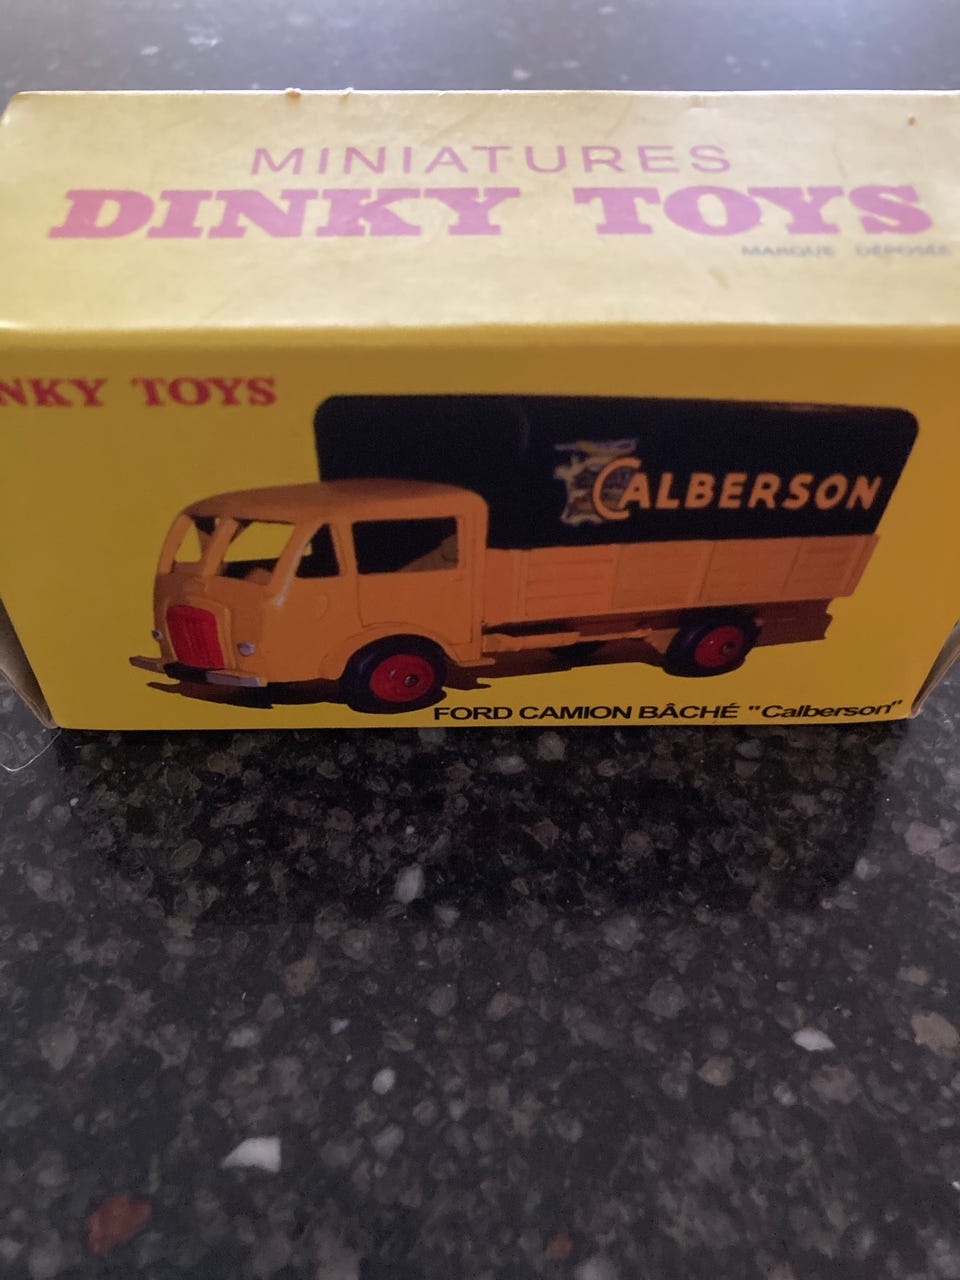 MINIATURES
DINKY TOYS
MARQUE DÉPOSÉE
NKY TOYS
CALBERSON
FORD CAMION BÂCHÉ "Calberson"